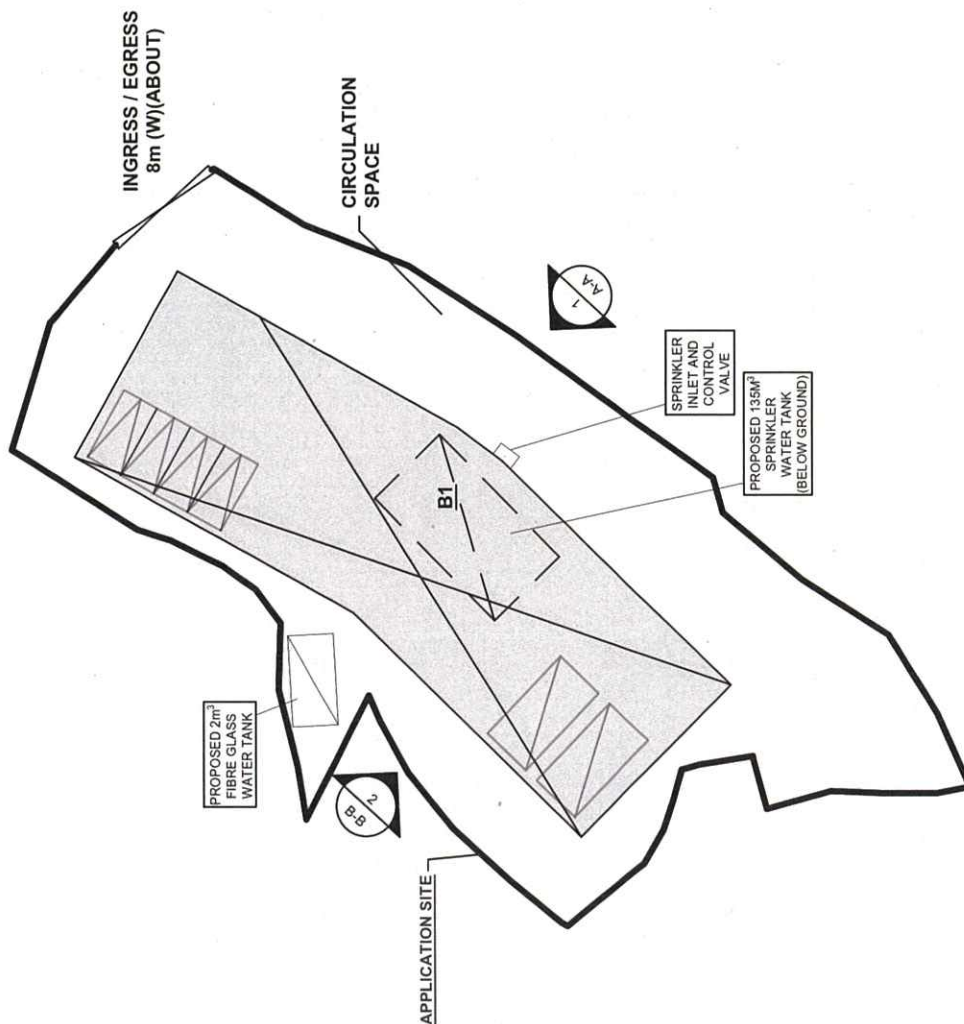 INGRESS / EGRESS
8m (W)(ABOUT)
CIRCULATION
SPACE
1
A-A
SPRINKLER
INLET AND
CONTROL
VALVE
PROPOSED 135M³
SPRINKLER
WATER TANK
(BELOW GROUND)
B1
PROPOSED 2m³
FIBRE GLASS
WATER TANK
2
B-B
APPLICATION SITE